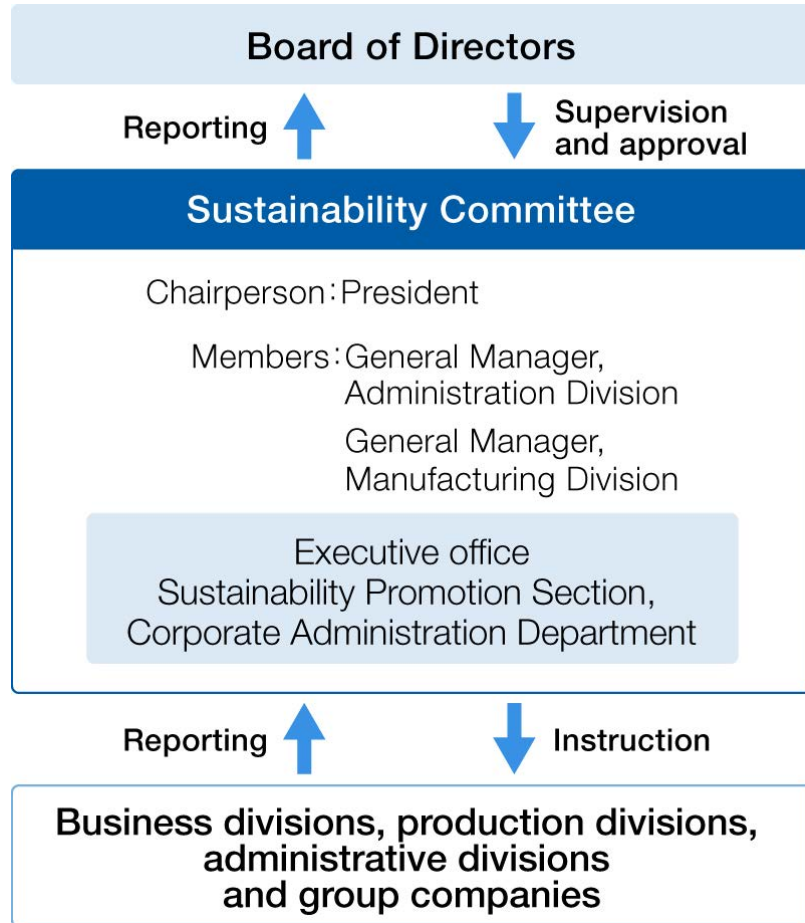 Board of Directors
Reporting
Supervision
and approval
Sustainability Committee
Chairperson:President
Members:General Manager,
Administration Division
General Manager,
Manufacturing Division
Executive office
Sustainability Promotion Section,
Corporate Administration Department
Reporting
Instruction
Business divisions, production divisions,
administrative divisions
and group companies